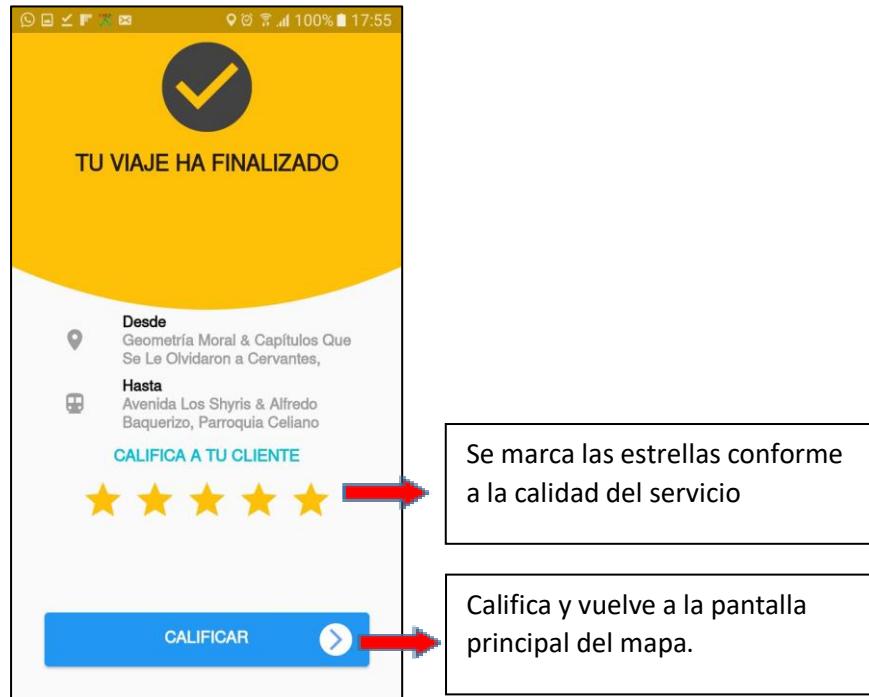 100% 17:55
TU VIAJE HA FINALIZADO
Desde
Geometría Moral & Capítulos Que
Se Le Olvidaron a Cervantes,
Hasta
Avenida Los Shyris & Alfredo
Baquerizo, Parroquia Celiano
CALIFICA A TU CLIENTE
Se marca las estrellas conforme
a la calidad del servicio
CALIFICAR
Califica y vuelve a la pantalla
principal del mapa.